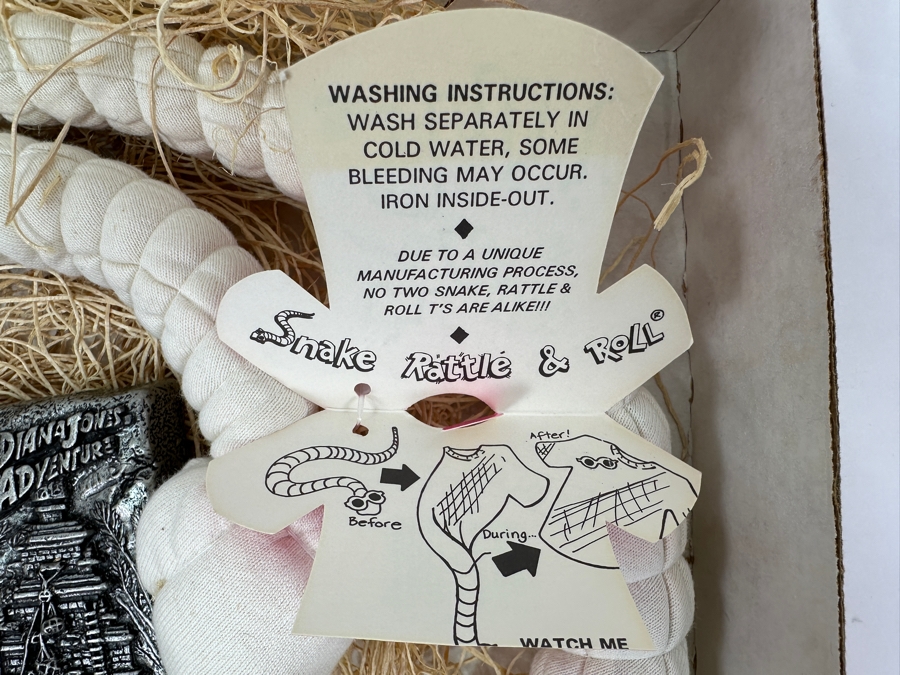 WASHING INSTRUCTIONS:
WASH SEPARATELY IN
COLD WATER, SOME
BLEEDING MAY OCCUR.
IRON INSIDE-OUT.
DUE TO A UNIQUE
MANUFACTURING PROCESS,
NO TWO SNAKE, RATTLE &
ROLL T'S ARE ALIKE!!!
Snake Rattle & RoLL®
After!
Before
During...
WATCH ME
DIANA JONES
ADVENTURE